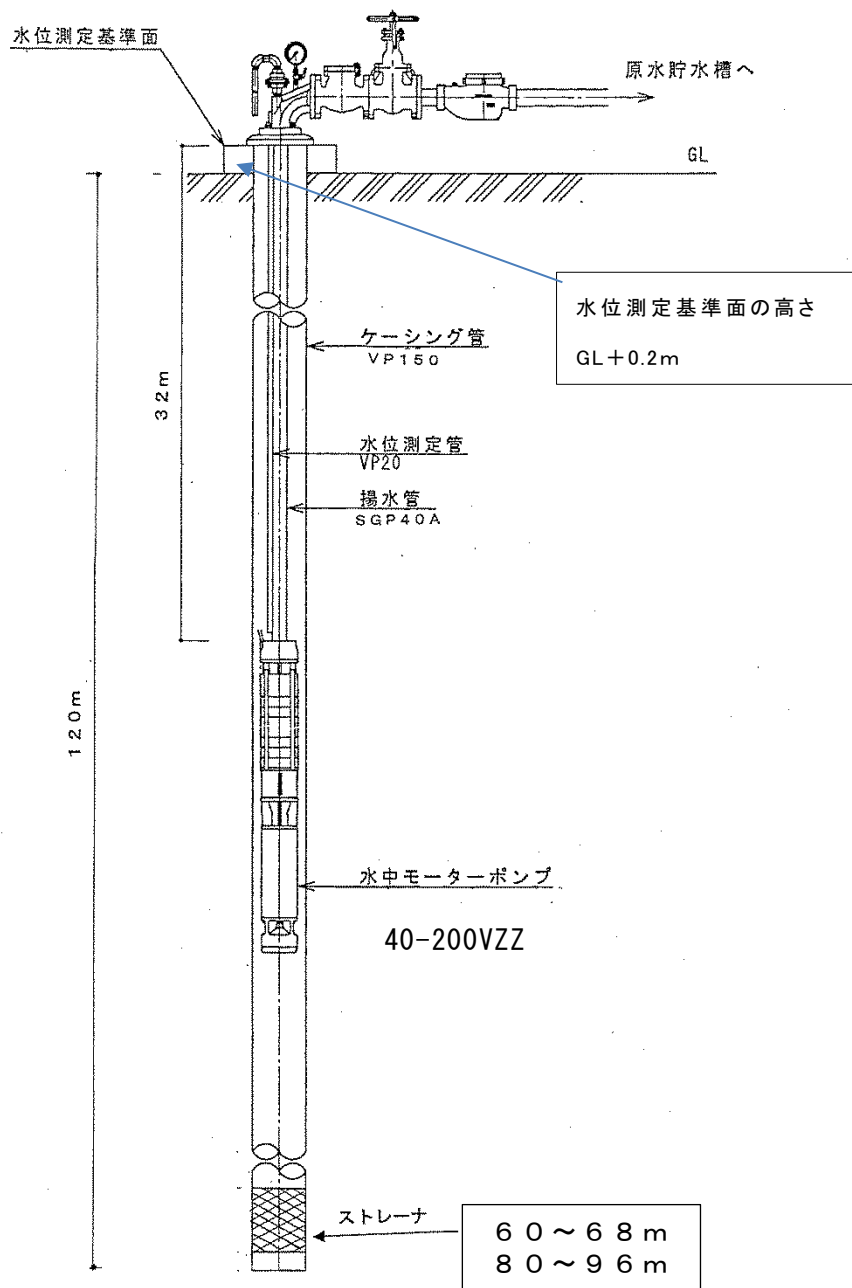 水位測定基準面
原水貯水槽へ
GL
水位測定基準面の高さ
GL+0.2m
ケーシング管
VP150
32m
水位測定管
VP20
揚水管
SGP40A
120m
水中モーターポンプ
40-200VZZ
ストレーナ
60~68m
80~96m